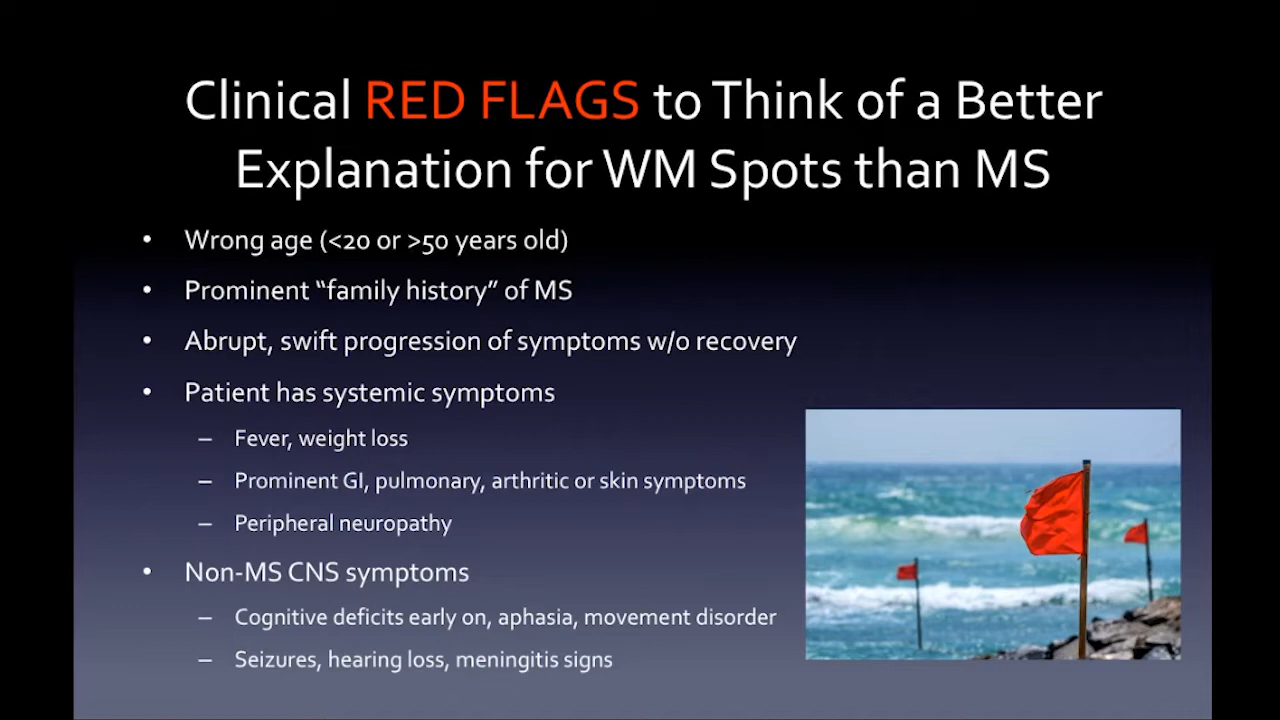 Clinical RED FLAGS to Think of a Better
Explanation for WM Spots than MS
• Wrong age (<20 or >50 years old)
• Prominent “family history” of MS
• Abrupt, swift progression of symptoms w/o recovery
• Patient has systemic symptoms
– Fever, weight loss
– Prominent GI, pulmonary, arthritic or skin symptoms
– Peripheral neuropathy
• Non-MS CNS symptoms
– Cognitive deficits early on, aphasia, movement disorder
– Seizures, hearing loss, meningitis signs